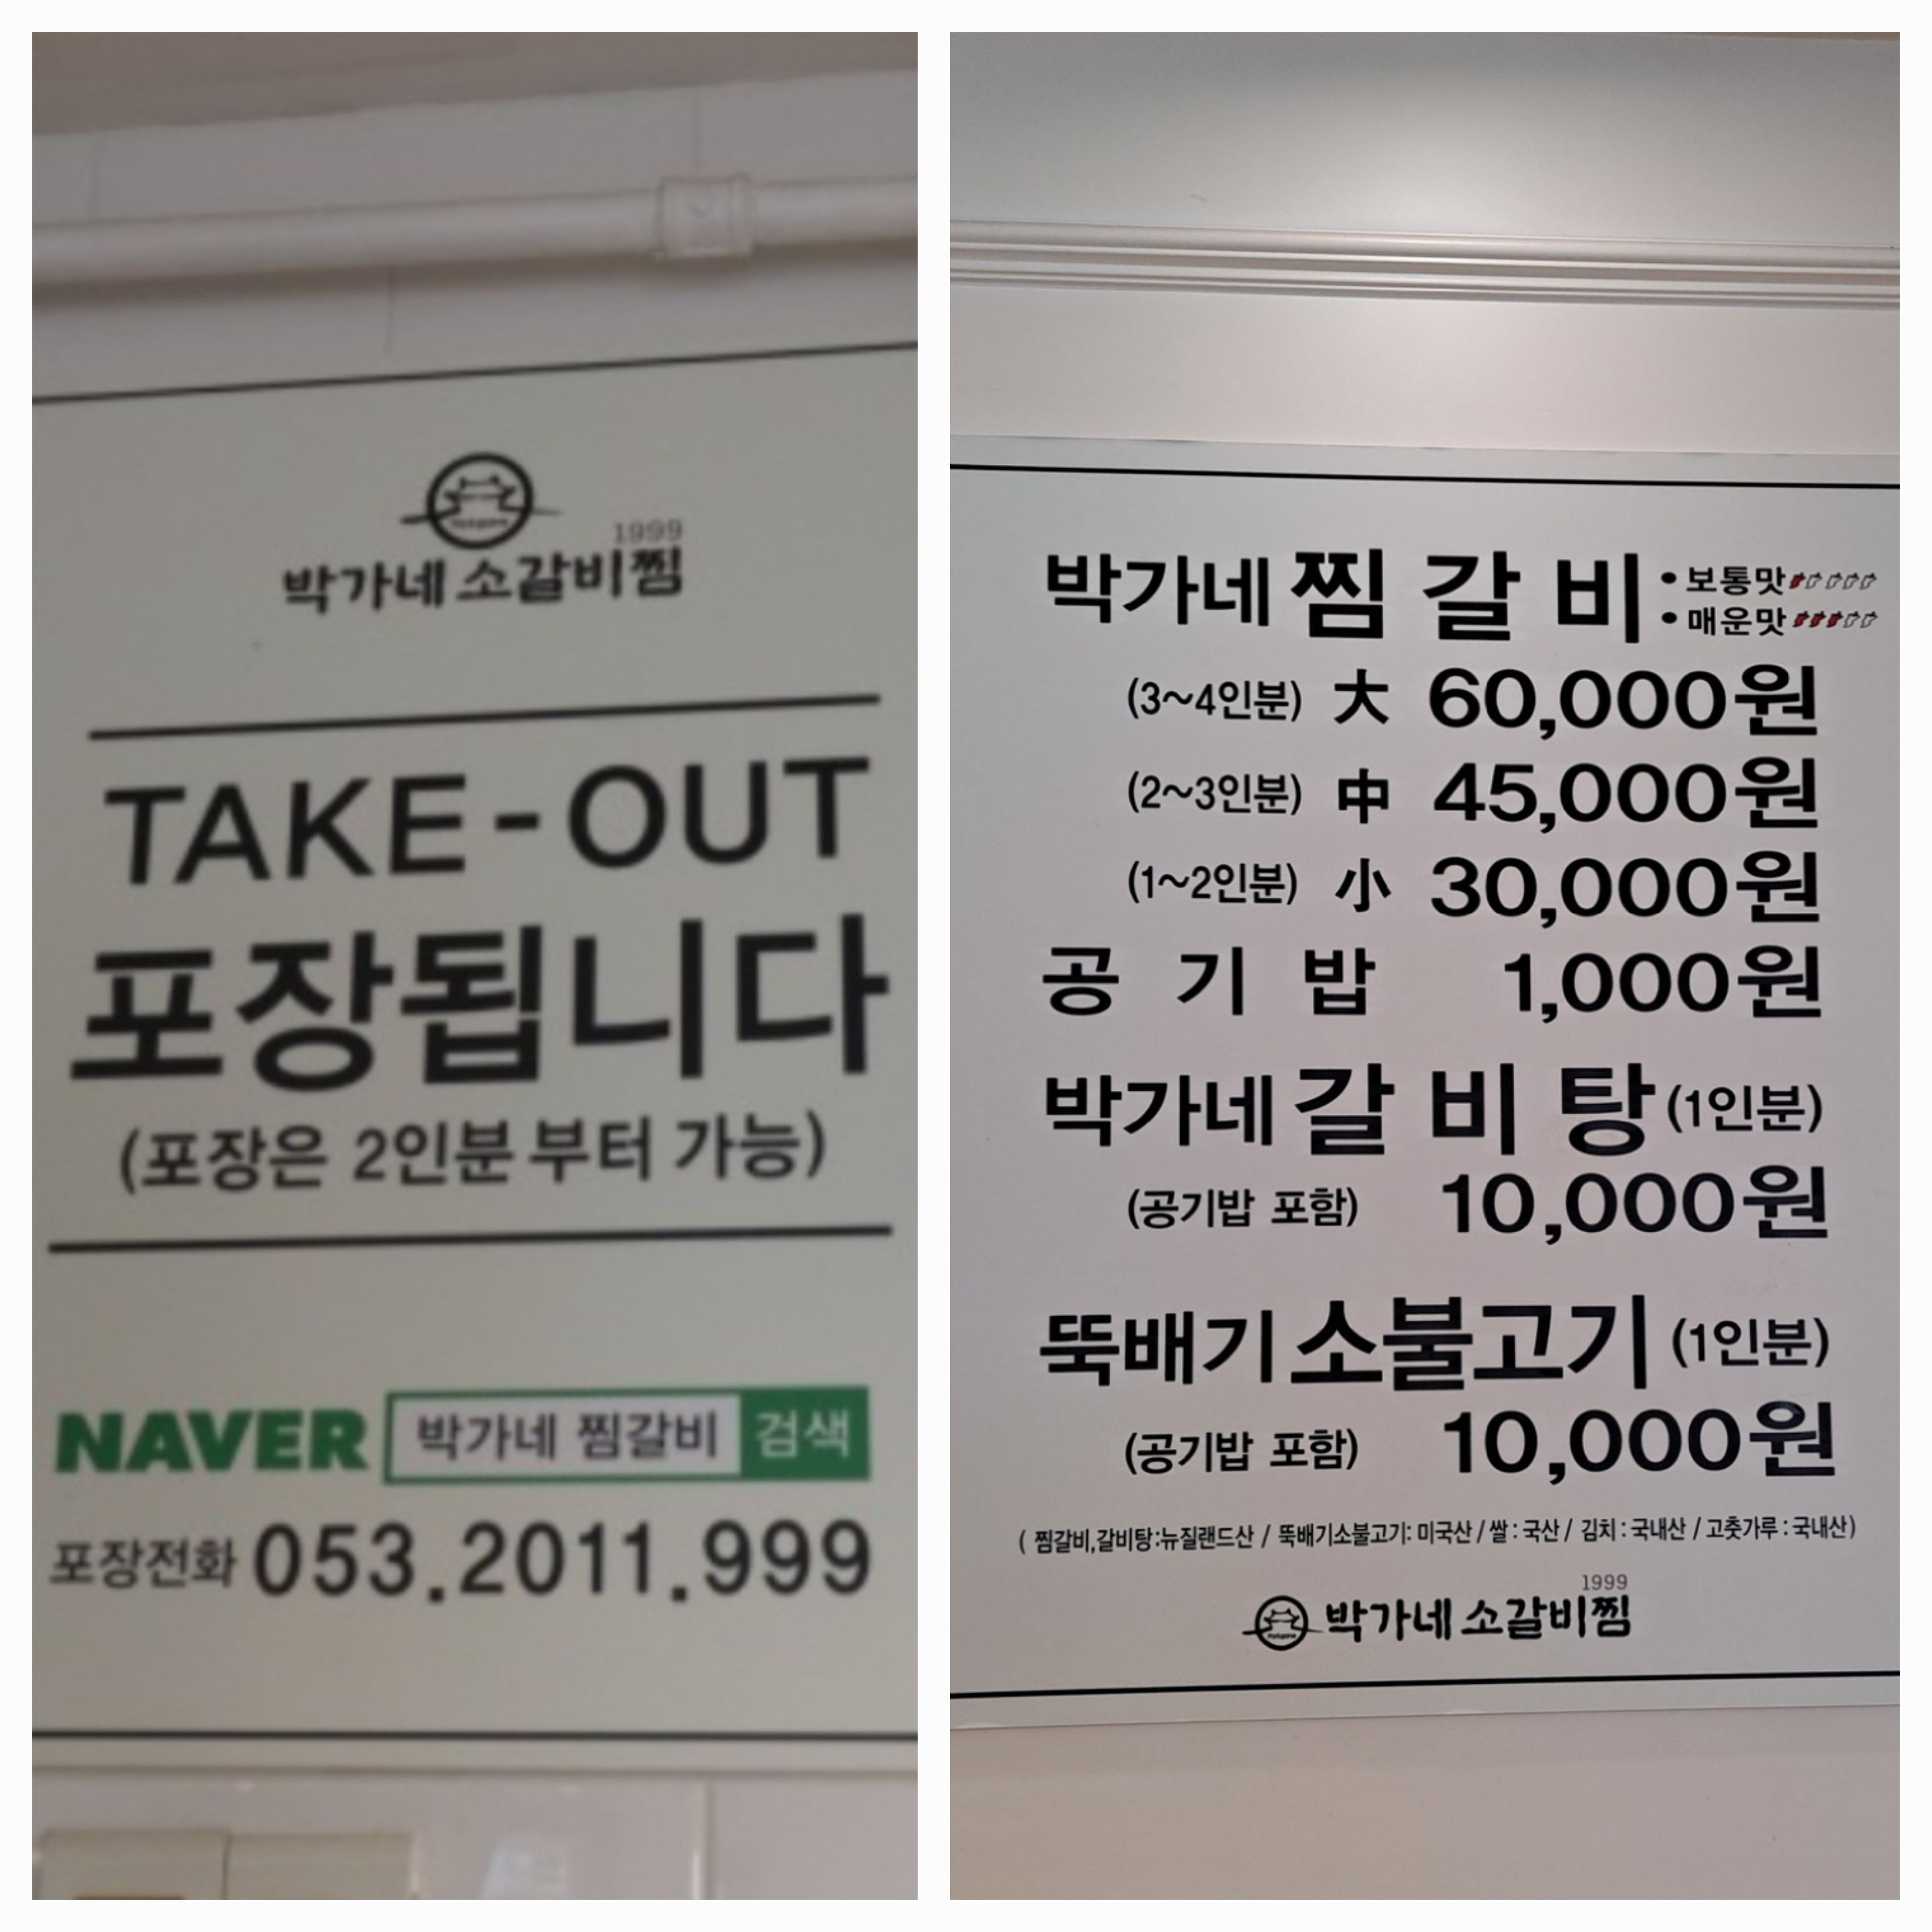 1999
박가네 소갈비찜
TAKE-OUT
포장됩니다
(포장은 2인분 부터 가능)
NAVER 박가네 찜갈비 검색
포장전화 053.2011.999
박가네 찜갈비 • 보통맛
• 매운맛
(3~4인분) 大 60,000원
(2~3인분) 中 45,000원
(1~2인분) 小 30,000원
공기밥 1,000원
박가네 갈비탕 (1인분)
(공기밥 포함) 10,000원
뚝배기 소불고기 (1인분)
(공기밥 포함) 10,000원
( 찜갈비,갈비탕:뉴질랜드산 / 뚝배기소불고기: 미국산 / 쌀 : 국산 / 김치 : 국내산 / 고춧가루 : 국내산)
1999
박가네 소갈비찜